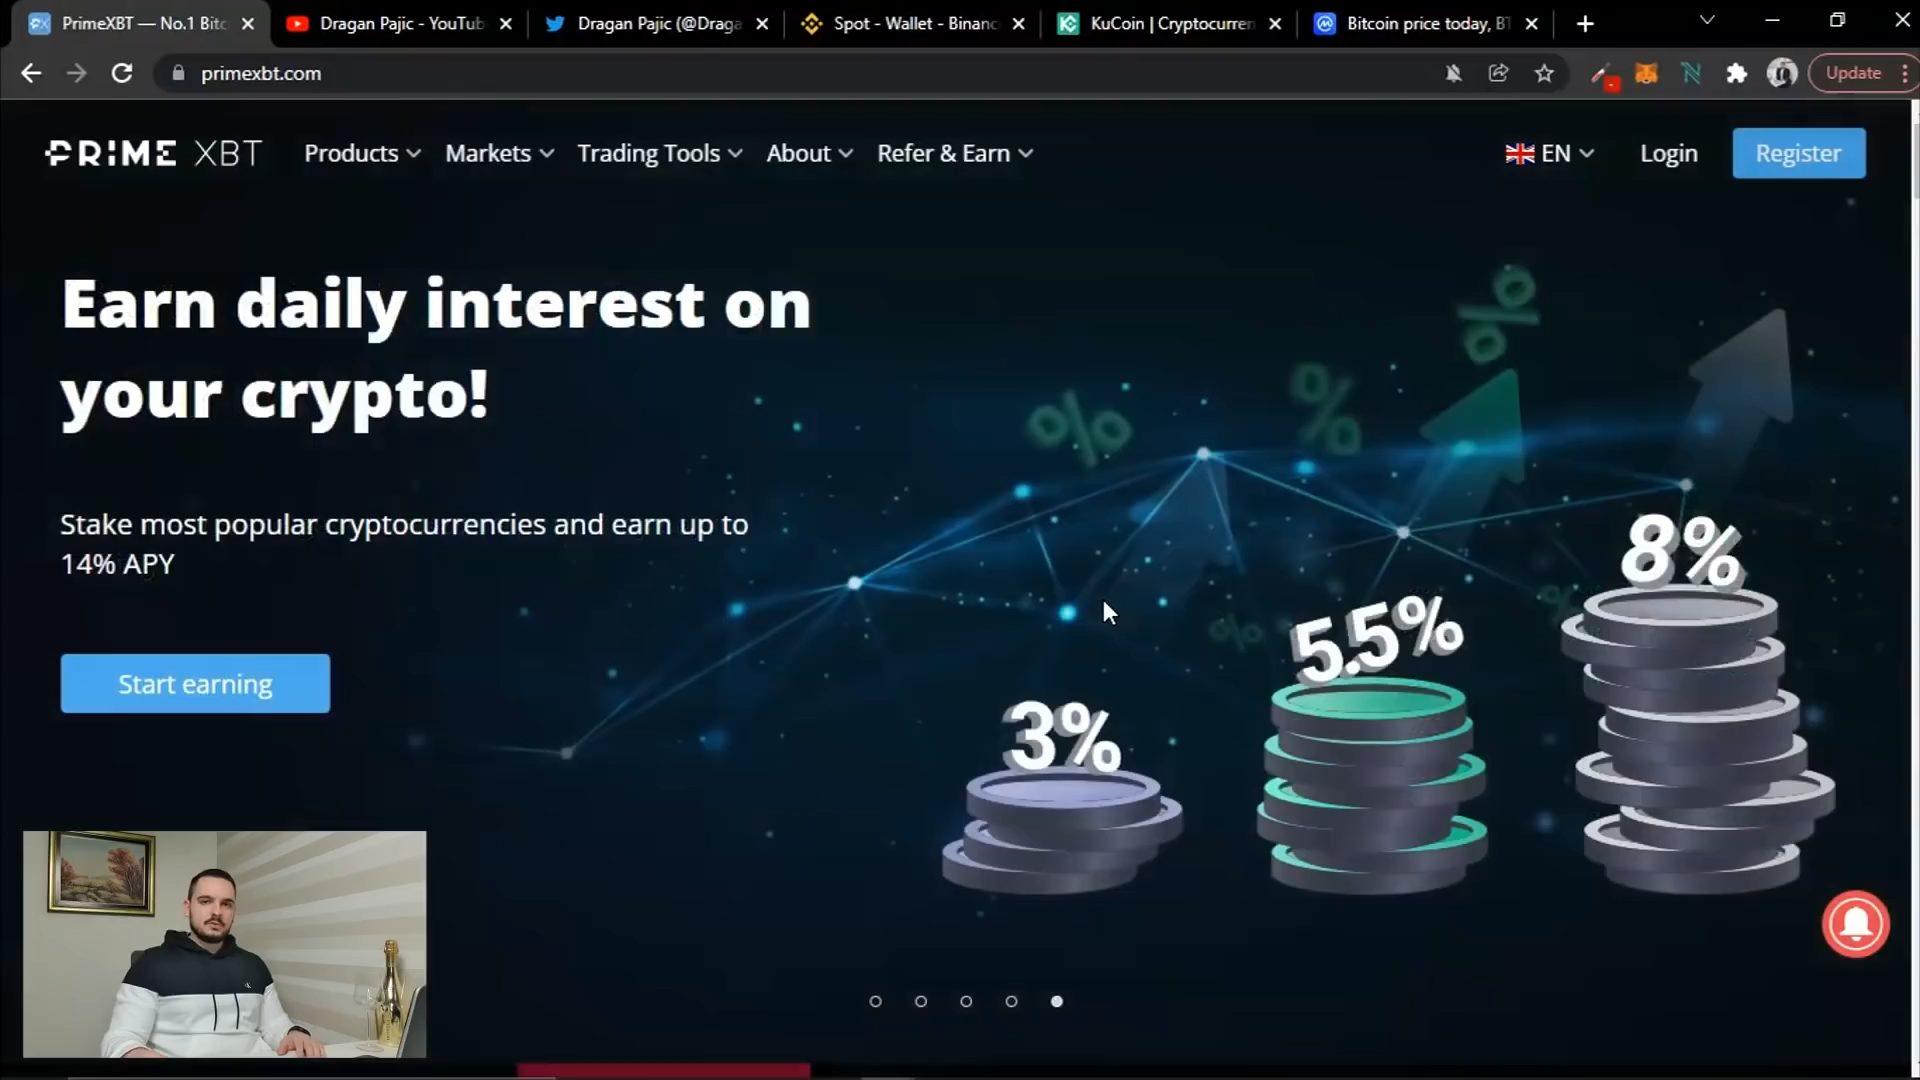 PrimeXBT — No.1 Bitc
Dragan Pajic - YouTub
Dragan Pajic (@Draga
Spot - Wallet - Binanc
KuCoin | Cryptocurren
Bitcoin price today, BT
primexbt.com
Update
PRIME XBT
Products
Markets
Trading Tools
About
Refer & Earn
EN
Login
Register
Earn daily interest on
your crypto!
Stake most popular cryptocurrencies and earn up to
14% APY
Start earning
3%
5.5%
8%